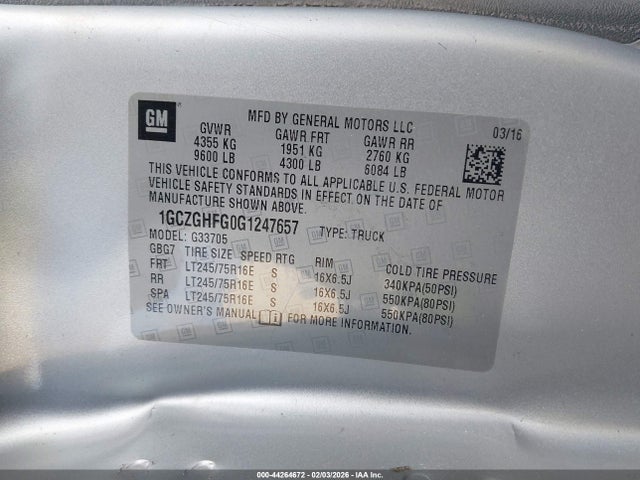 GM
MFD BY GENERAL MOTORS LLC
03/16
GVWR GAWR FRT GAWR RR
4355 KG 1951 KG 2760 KG
9600 LB 4300 LB 6084 LB
THIS VEHICLE CONFORMS TO ALL APPLICABLE U.S. FEDERAL MOTOR
VEHICLE SAFETY STANDARDS IN EFFECT ON THE DATE OF
MANUFACTURE SHOWN ABOVE.
1GCZGHFG0G1247657 TYPE: TRUCK
MODEL: G33705
GBG7 TIRE SIZE SPEED RTG RIM COLD TIRE PRESSURE
FRT LT245/75R16E S 16X6.5J 340KPA(50PSI)
RR LT245/75R16E S 16X6.5J 550KPA(80PSI)
SPA LT245/75R16E S 16X6.5J 550KPA(80PSI)
SEE OWNER'S MANUAL FOR MORE INFORMATION.
000-44264672 - 02/03/2026 - IAAI Inc.